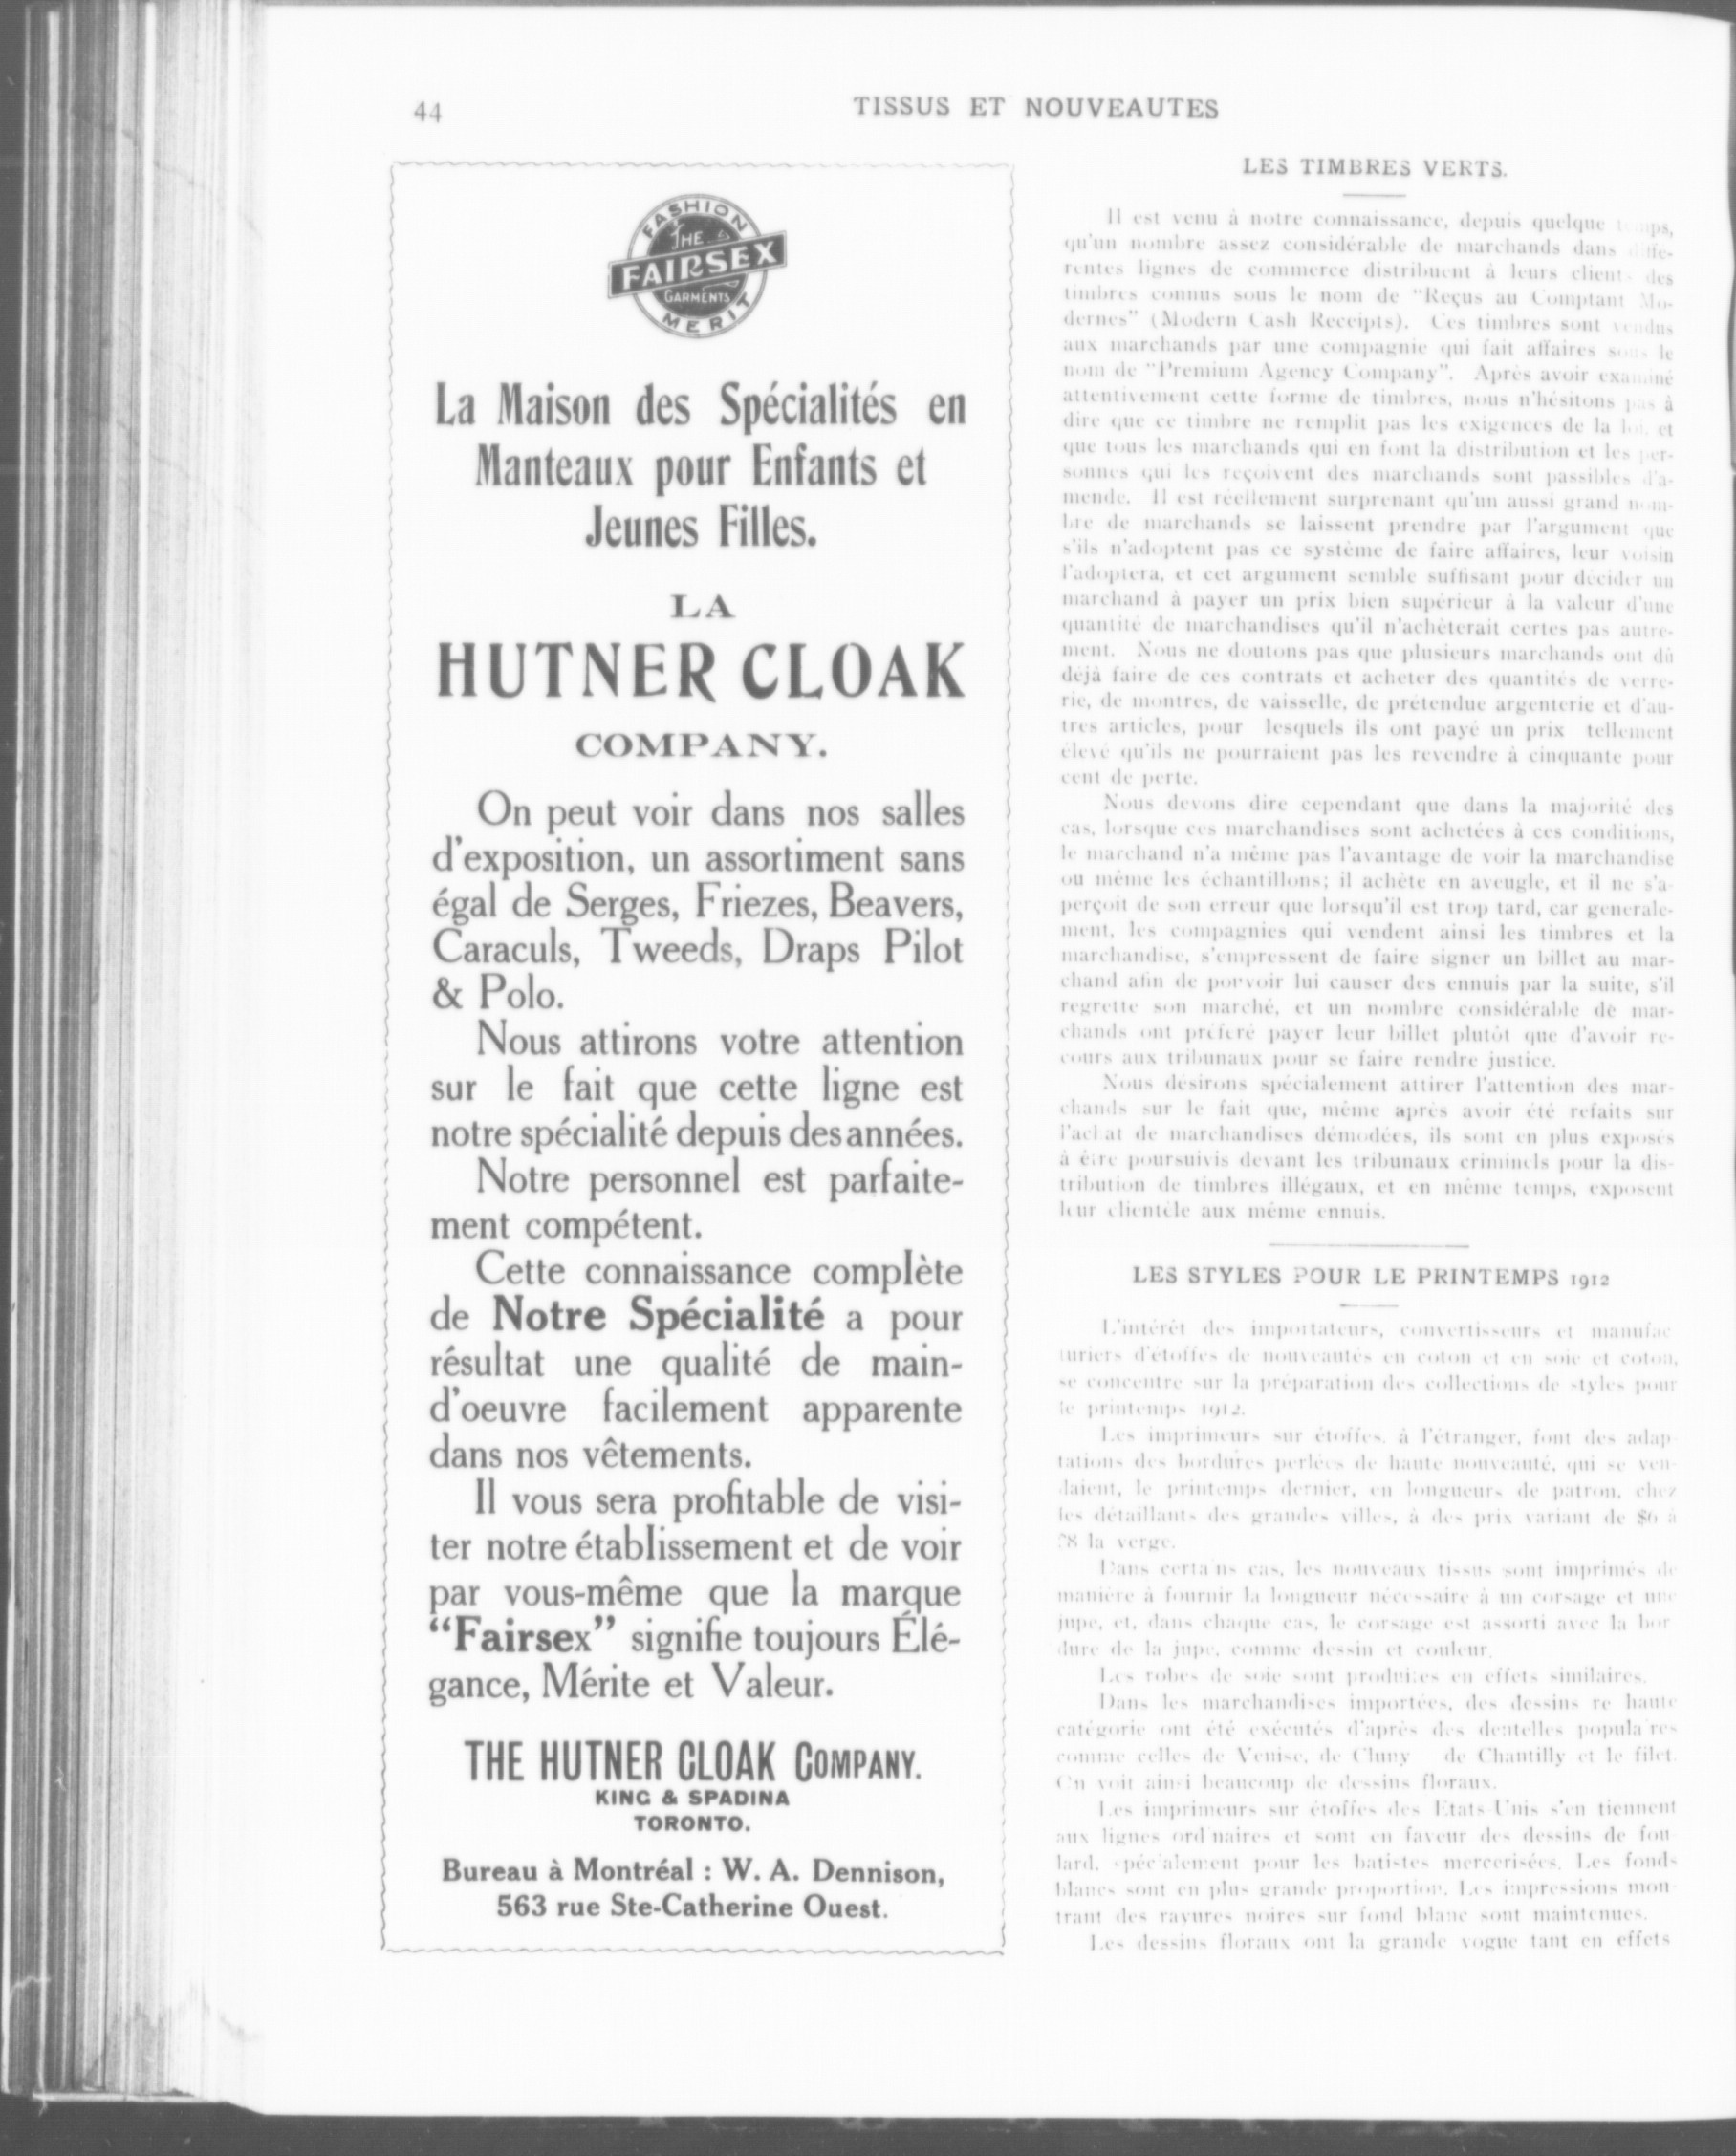 44
TISSUS ET NOUVEAUTES
FASHION
THE
FAIRSEX
GARMENTS
MERIT
La Maison des Spécialités en
Manteaux pour Enfants et
Jeunes Filles.
LA
HUTNER CLOAK
COMPANY.
On peut voir dans nos salles
d'exposition, un assortiment sans
égal de Serges, Friezes, Beavers,
Caraculs, Tweeds, Draps Pilot
& Polo.
Nous attirons votre attention
sur le fait que cette ligne est
notre spécialité depuis des années.
Notre personnel est parfaite-
ment compétent.
Cette connaissance complète
de Notre Spécialité a pour
résultat une qualité de main-
d'oeuvre facilement apparente
dans nos vêtements.
Il vous sera profitable de visi-
ter notre établissement et de voir
par vous-même que la marque
"Fairsex" signifie toujours Élé-
gance, Mérite et Valeur.
THE HUTNER CLOAK COMPANY.
KING & SPADINA
TORONTO.
Bureau à Montréal : W. A. Dennison,
563 rue Ste-Catherine Ouest.
LES TIMBRES VERTS.
Il est venu à notre connaissance, depuis quelque temps,
qu'un nombre assez considérable de marchands dans diffé-
rentes lignes de commerce distribuent à leurs clients des
timbres connus sous le nom de "Reçus au Comptant Mo-
dernes" (Modern Cash Receipts). Ces timbres sont vendus
aux marchands par une compagnie qui fait affaires sous le
nom de "Premium Agency Company". Après avoir examiné
attentivement cette forme de timbres, nous n'hésitons pas à
dire que ce timbre ne remplit pas les exigences de la loi, et
que tous les marchands qui en font la distribution et les per-
sonnes qui les reçoivent des marchands sont passibles d'a-
mende. Il est réellement surprenant qu'un aussi grand nom-
bre de marchands se laissent prendre par l'argument que
s'ils n'adoptent pas ce système de faire affaires, leur voisin
l'adoptera, et cet argument semble suffisant pour décider un
marchand à payer un prix bien supérieur à la valeur d'une
quantité de marchandises qu'il n'achèterait certes pas autre-
ment. Nous ne doutons pas que plusieurs marchands ont dû
déjà faire de ces contrats et acheter des quantités de verre-
rie, de montres, de vaisselle, de prétendue argenterie et d'au-
tres articles, pour lesquels ils ont payé un prix tellement
élevé qu'ils ne pourraient pas les revendre à cinquante pour
cent de perte.
Nous devons dire cependant que dans la majorité des
cas, lorsque ces marchandises sont achetées à ces conditions,
le marchand n'a même pas l'avantage de voir la marchandise
ou même les échantillons; il achète en aveugle, et il ne s'a-
perçoit de son erreur que lorsqu'il est trop tard, car générale-
ment, les compagnies qui vendent ainsi les timbres et la
marchandise, s'empressent de faire signer un billet au mar-
chand afin de pouvoir lui causer des ennuis par la suite, s'il
regrette son marché, et un nombre considérable de mar-
chands ont préféré payer leur billet plutôt que d'avoir re-
cours aux tribunaux pour se faire rendre justice.
Nous désirons spécialement attirer l'attention des mar-
chands sur le fait que, même après avoir été refaits sur
l'achat de marchandises démodées, ils sont en plus exposés
à être poursuivis devant les tribunaux criminels pour la dis-
tribution de timbres illégaux, et en même temps, exposent
leur clientèle aux même ennuis.
LES STYLES POUR LE PRINTEMPS 1912
L'intérêt des importateurs, convertisseurs et manufac
turiers d'étoffes de nouveautés en coton et en soie et coton,
se concentre sur la préparation des collections de styles pour
le printemps 1912.
Les imprimeurs sur étoffes, à l'étranger, font des adap-
tations des bordures perlées de haute nouveauté, qui se ven-
daient, le printemps dernier, en longueurs de patron, chez
les détaillants des grandes villes, à des prix variant de $6 à
$8 la verge.
Dans certains cas, les nouveaux tissus sont imprimés de
manière à fournir la longueur nécessaire à un corsage et une
jupe, et, dans chaque cas, le corsage est assorti avec la bor
dure de la jupe, comme dessin et couleur.
Les robes de soie sont produites en effets similaires.
Dans les marchandises importées, des dessins re haute
catégorie ont été exécutés d'après des dentelles populaires
comme celles de Venise, de Cluny de Chantilly et le filet.
On voit ainsi beaucoup de dessins floraux.
Les imprimeurs sur étoffes des Etats-Unis s'en tiennent
aux lignes ordinaires et sont en faveur des dessins de fou-
lard, spécialement pour les batistes mercerisées. Les fonds
blancs sont en plus grande proportion. Les impressions mon-
trant des rayures noires sur fond blanc sont maintenues.
Les dessins floraux ont la grande vogue tant en effets